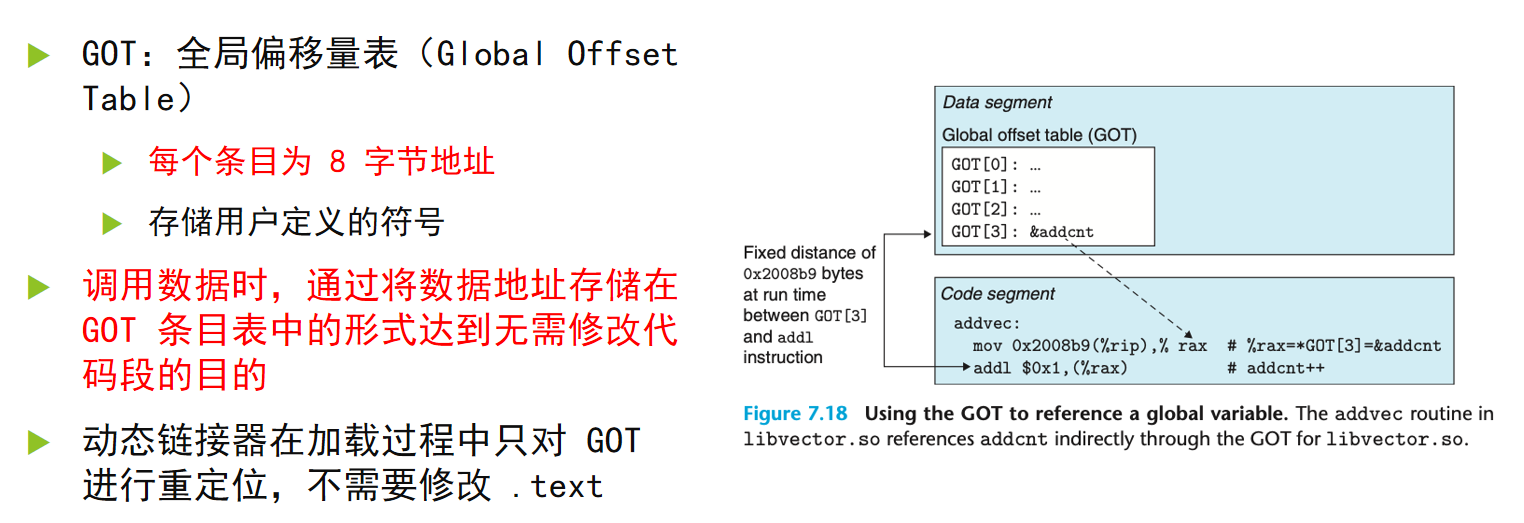 GOT：全局偏移量表（Global Offset
Table）
每个条目为 8 字节地址
存储用户定义的符号
调用数据时，通过将数据地址存储在
GOT 条目表中的形式达到无需修改代
码段的目的
动态链接器在加载过程中只对 GOT
进行重定位，不需要修改 .text
Data segment
Global offset table (GOT)
GOT[0]: …
GOT[1]: …
GOT[2]: …
GOT[3]: &addcnt
Fixed distance of
0x2008b9 bytes
at run time
between GOT[3]
and addl
instruction
Code segment
addvec:
mov 0x2008b9(%rip),% rax # %rax=*GOT[3]=&addcnt
addl $0x1,(%rax) # addcnt++
Figure 7.18 Using the GOT to reference a global variable. The addvec routine in
libvector.so references addcnt indirectly through the GOT for libvector.so.